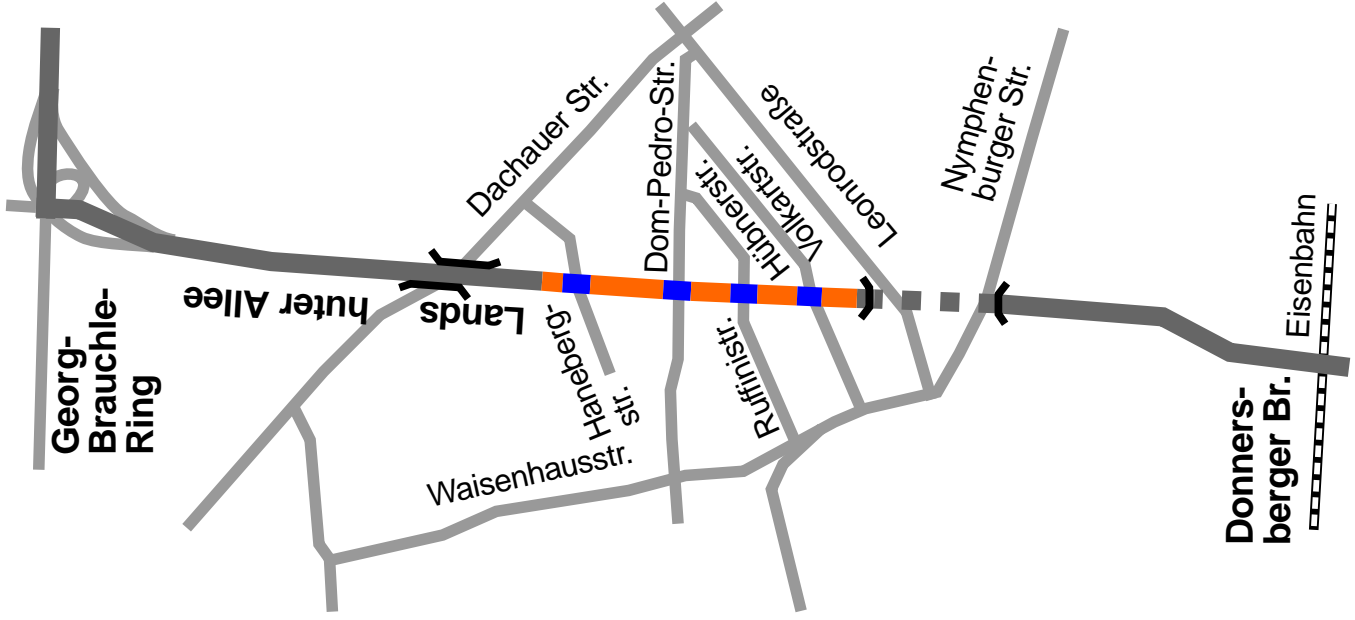 Dachauer Str.
Dom-Pedro-Str.
Leonrodstraße
Volkartstr.
Hübnerstr.
Nymphen-
burger Str.
Eisenbahn
Lands
huter Allee
Georg-
Brauchle-
Ring
Haneberg-
str.
Ruffinistr.
Waisenhausstr.
Donners-
berger Br.